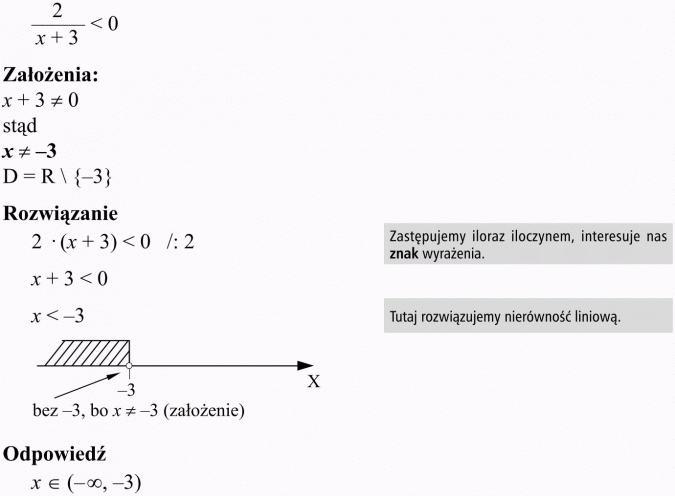 2
x + 3 < 0
Założenia:
x + 3 ≠ 0
stąd
x ≠ –3
D = R \ {–3}
Rozwiązanie
2 · (x + 3) < 0 /: 2
Zastępujemy iloraz iloczynem, interesuje nas
znak wyrażenia.
x + 3 < 0
x < –3
Tutaj rozwiązujemy nierówność liniową.
–3
X
bez –3, bo x ≠ –3 (założenie)
Odpowiedź
x ∈ (–∞, –3)